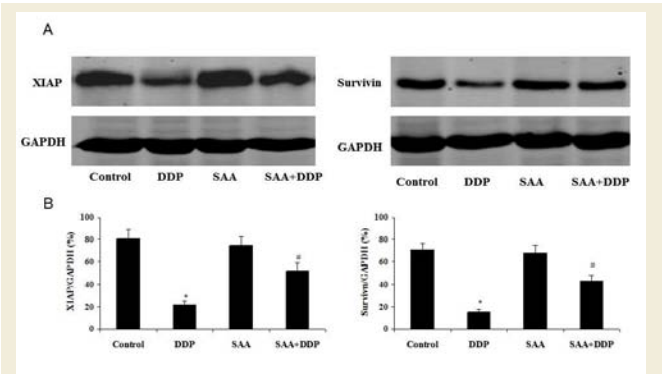 A
XIAP
GAPDH
Control DDP SAA SAA+DDP
Survivin
GAPDH
Control DDP SAA SAA+DDP
B
XIAP/GAPDH (%)
100
80
60
40
20
0
*
#
Control DDP SAA SAA+DDP
Survivn/GAPDH (%)
100
80
60
40
20
0
*
#
Control DDP SAA SAA+DDP